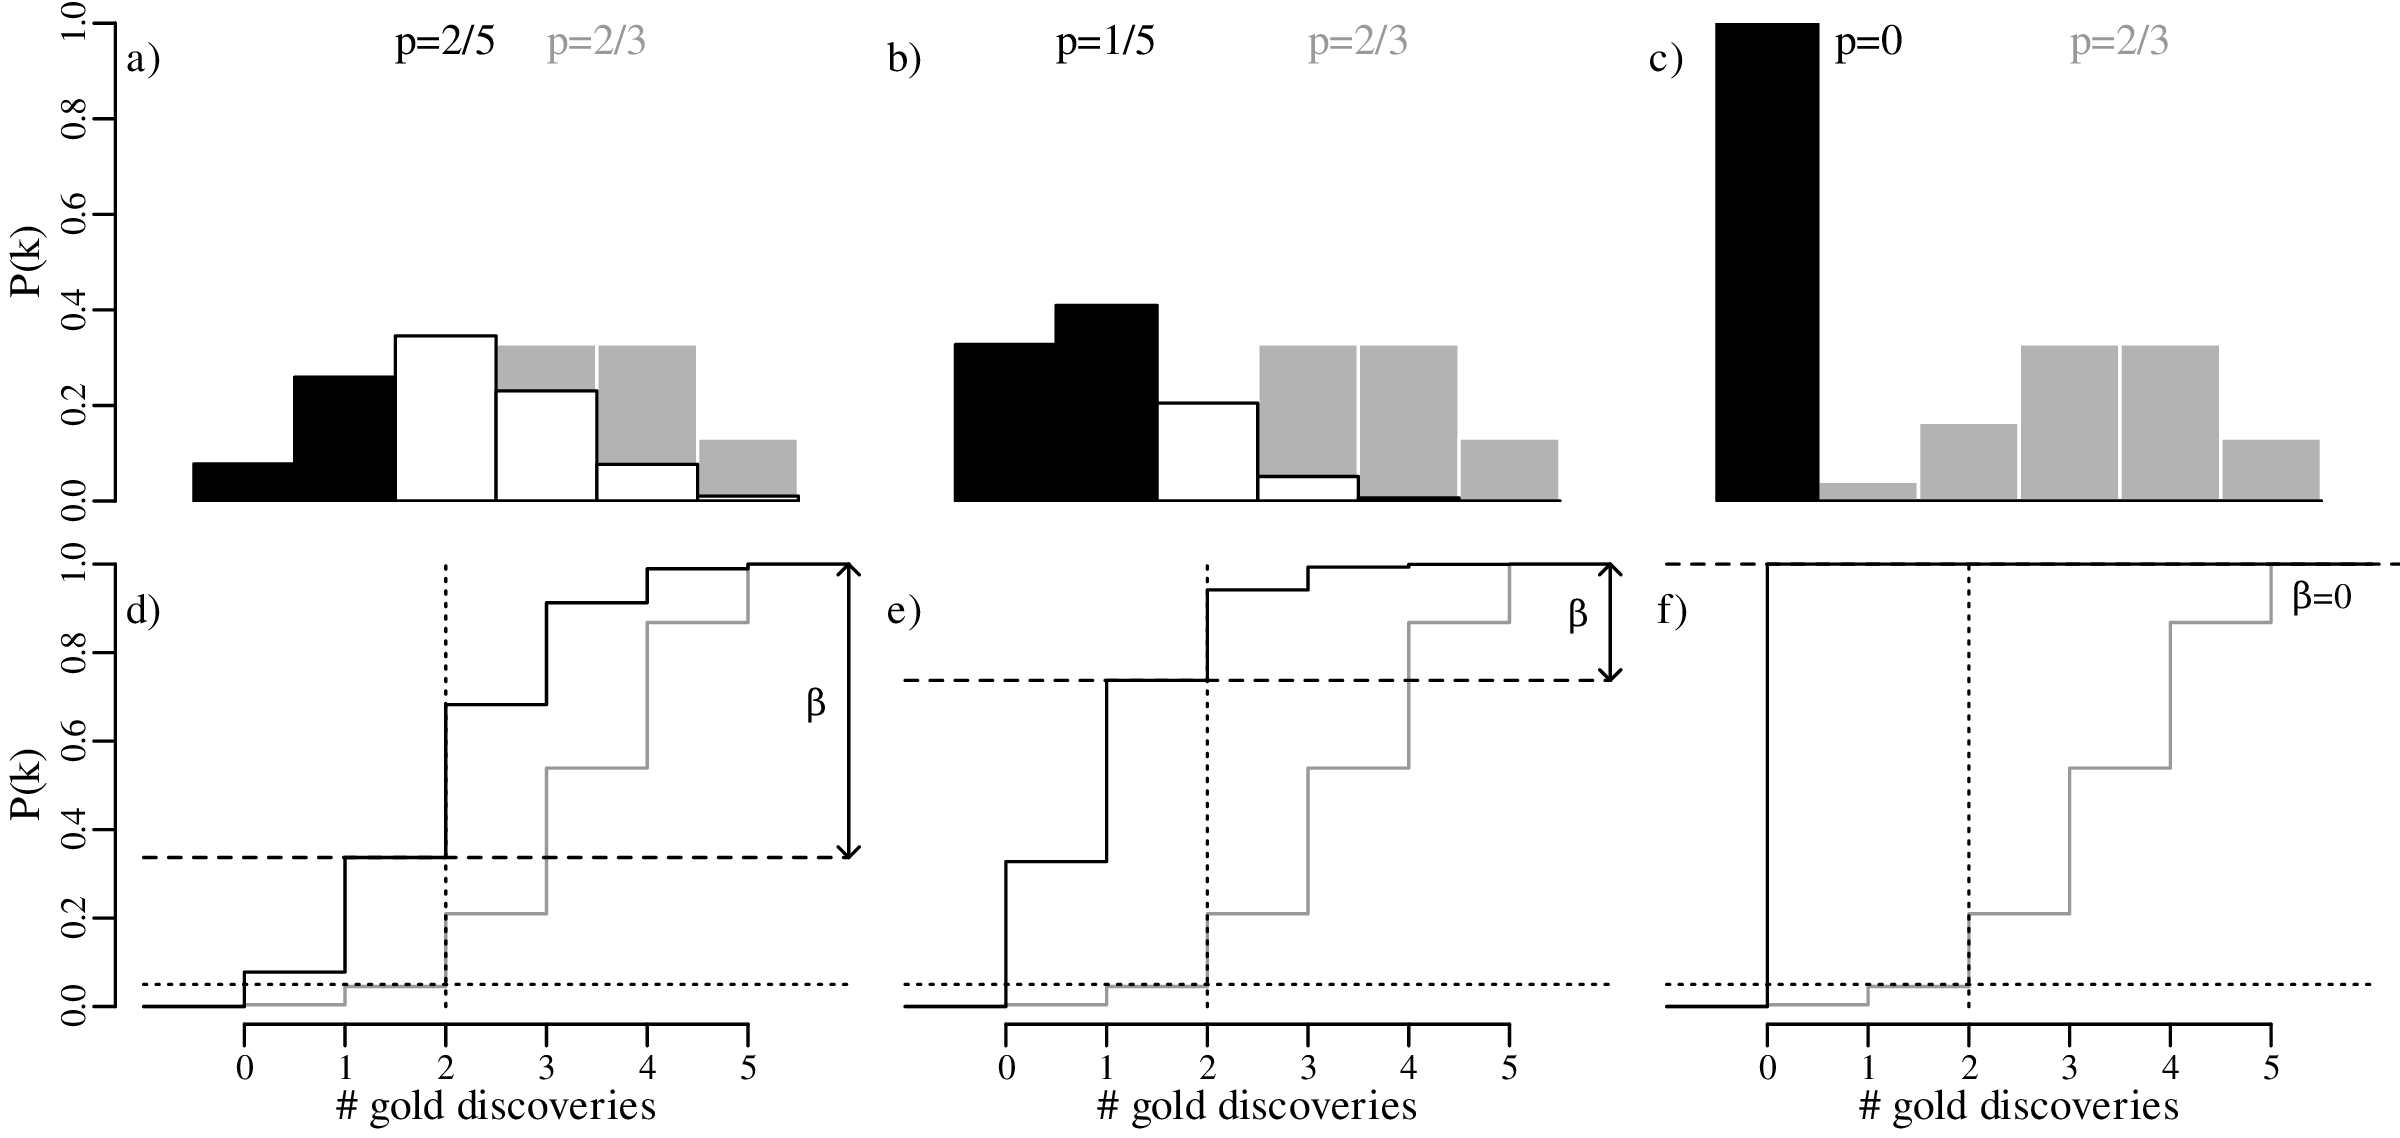 a) p=2/5 p=2/3
b) p=1/5 p=2/3
c) p=0 p=2/3
P(k)
0.0 0.2 0.4 0.6 0.8 1.0
d) β
e) β
f) β=0
P(k)
0.0 0.2 0.4 0.6 0.8 1.0
0 1 2 3 4 5
# gold discoveries
0 1 2 3 4 5
# gold discoveries
0 1 2 3 4 5
# gold discoveries